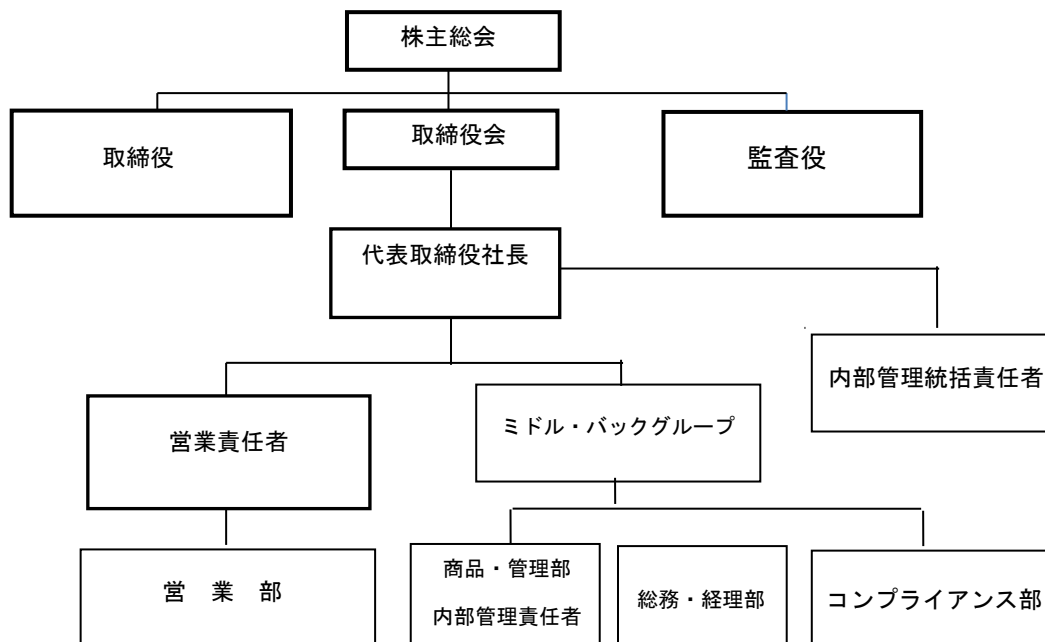 株主総会
取締役
取締役会
監査役
代表取締役社長
内部管理統括責任者
営業責任者
ミドル・バックグループ
営　業　部
商品・管理部
内部管理責任者
総務・経理部
コンプライアンス部